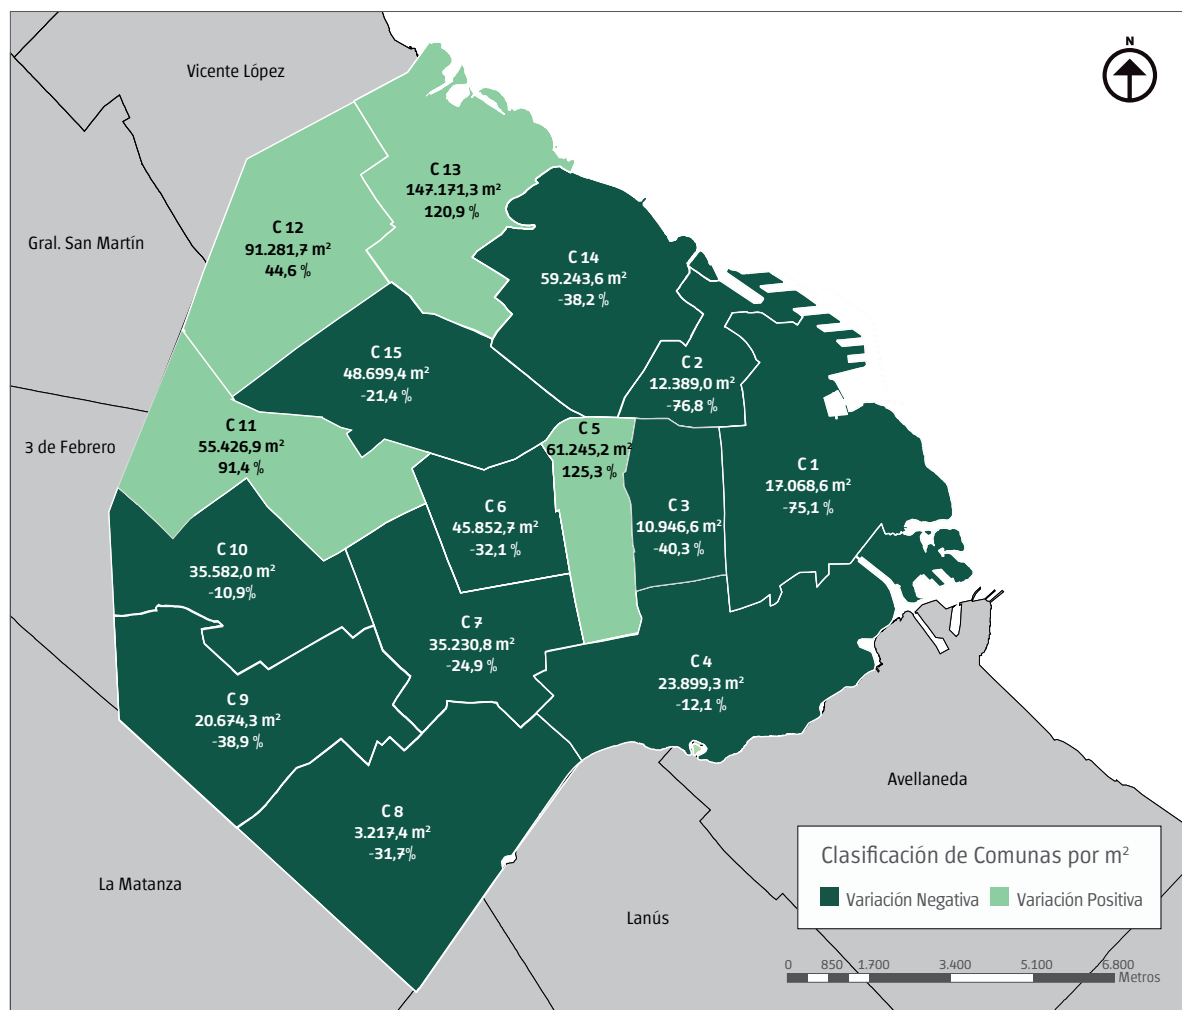 N
Vicente López
Gral. San Martín
3 de Febrero
La Matanza
Lanús
Avellaneda
C 13
147.171,3 m²
120,9 %
C 12
91.281,7 m²
44,6 %
C 14
59.243,6 m²
-38,2 %
C 15
48.699,4 m²
-21,4 %
C 2
12.389,0 m²
-76,8 %
C 11
55.426,9 m²
91,4 %
C 5
61.245,2 m²
125,3 %
C 1
17.068,6 m²
-75,1 %
C 6
45.852,7 m²
-32,1 %
C 3
10.946,6 m²
-40,3 %
C 10
35.582,0 m²
-10,9%
C 7
35.230,8 m²
-24,9 %
C 4
23.899,3 m²
-12,1 %
C 9
20.674,3 m²
-38,9 %
C 8
3.217,4 m²
-31,7%
Clasificación de Comunas por m²
Variación Negativa
Variación Positiva
0 850 1.700 3.400 5.100 6.800
Metros